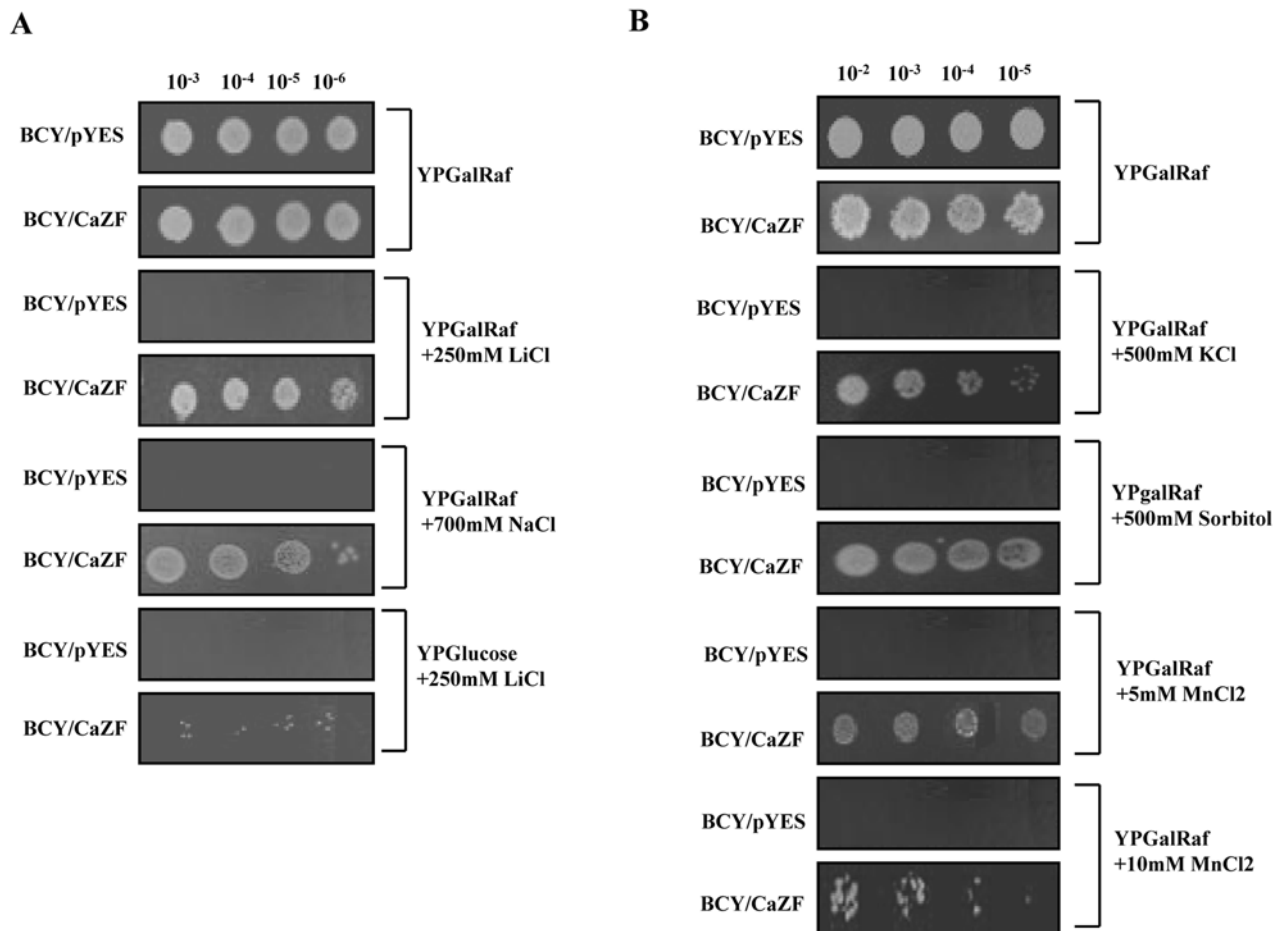 A
10-3 10-4 10-5 10-6
BCY/pYES
YPGalRaf
BCY/CaZF
BCY/pYES
YPGalRaf
+250mM LiCl
BCY/CaZF
BCY/pYES
YPGalRaf
+700mM NaCl
BCY/CaZF
BCY/pYES
YPGlucose
+250mM LiCl
BCY/CaZF
B
10-2 10-3 10-4 10-5
BCY/pYES
YPGalRaf
BCY/CaZF
BCY/pYES
YPGalRaf
+500mM KCl
BCY/CaZF
BCY/pYES
YPgalRaf
+500mM Sorbitol
BCY/CaZF
BCY/pYES
YPGalRaf
+5mM MnCl2
BCY/CaZF
BCY/pYES
YPGalRaf
+10mM MnCl2
BCY/CaZF